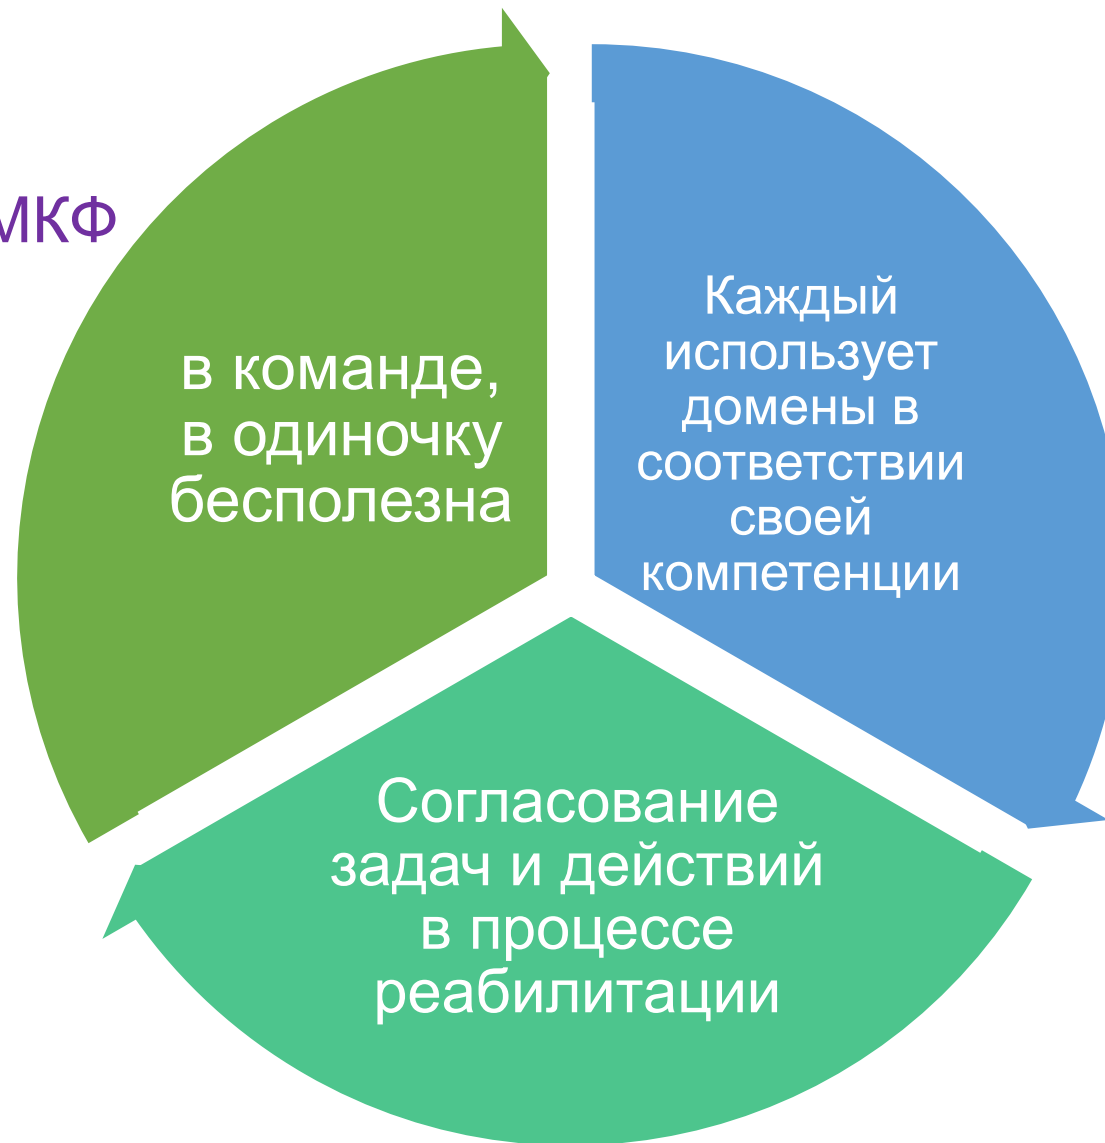 МКФ
в команде,
в одиночку
бесполезна
Каждый
использует
домены в
соответствии
своей
компетенции
Согласование
задач и действий
в процессе
реабилитации